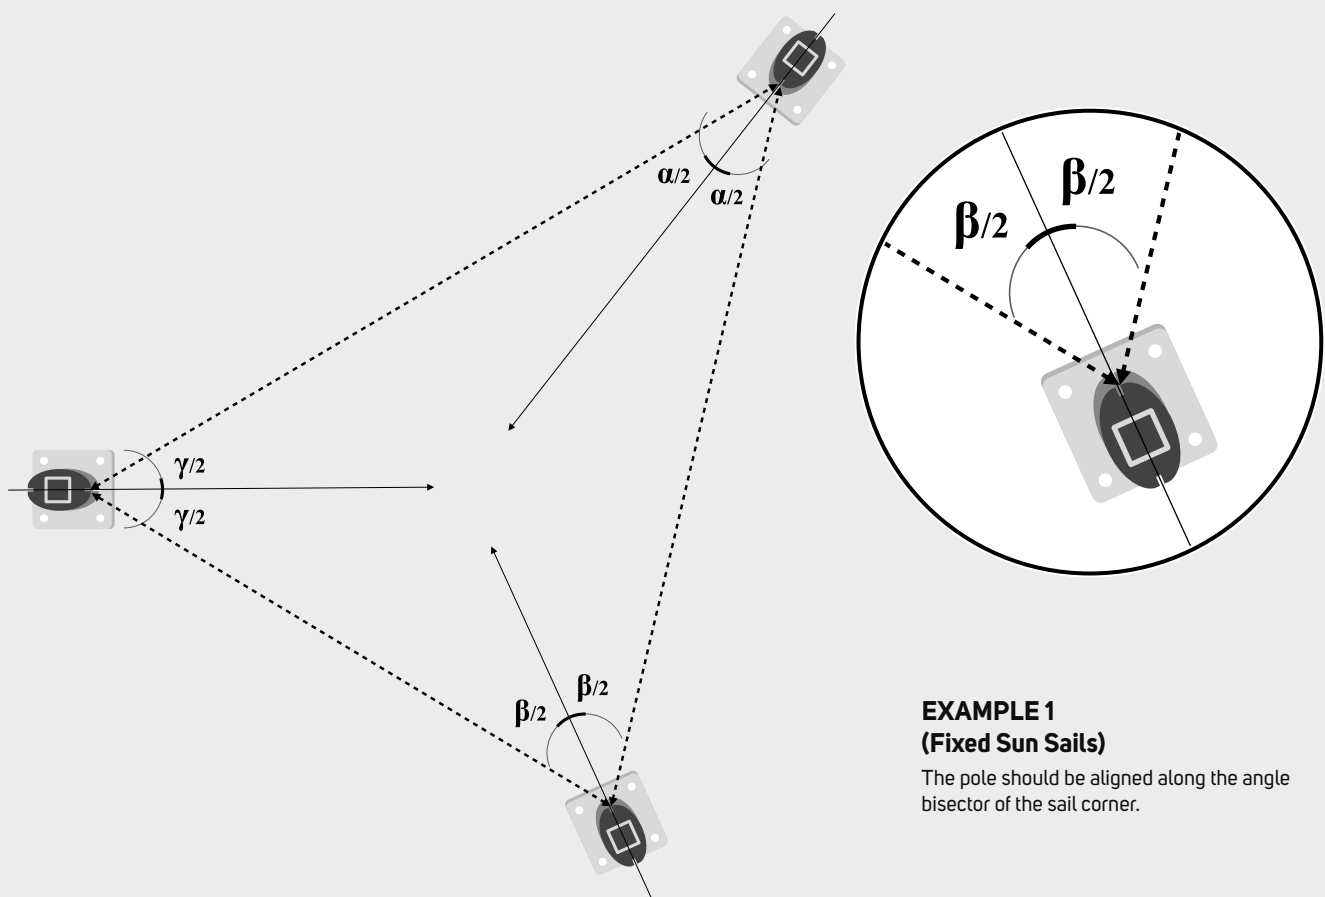 α/2
α/2
β/2
β/2
γ/2
γ/2
β/2
β/2
EXAMPLE 1
(Fixed Sun Sails)
The pole should be aligned along the angle
bisector of the sail corner.